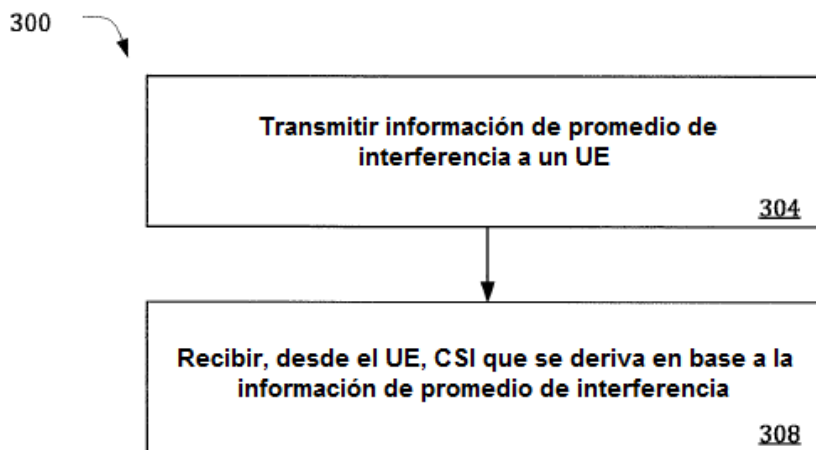 300
Transmitir información de promedio de
interferencia a un UE
304
Recibir, desde el UE, CSI que se deriva en base a la
información de promedio de interferencia
308